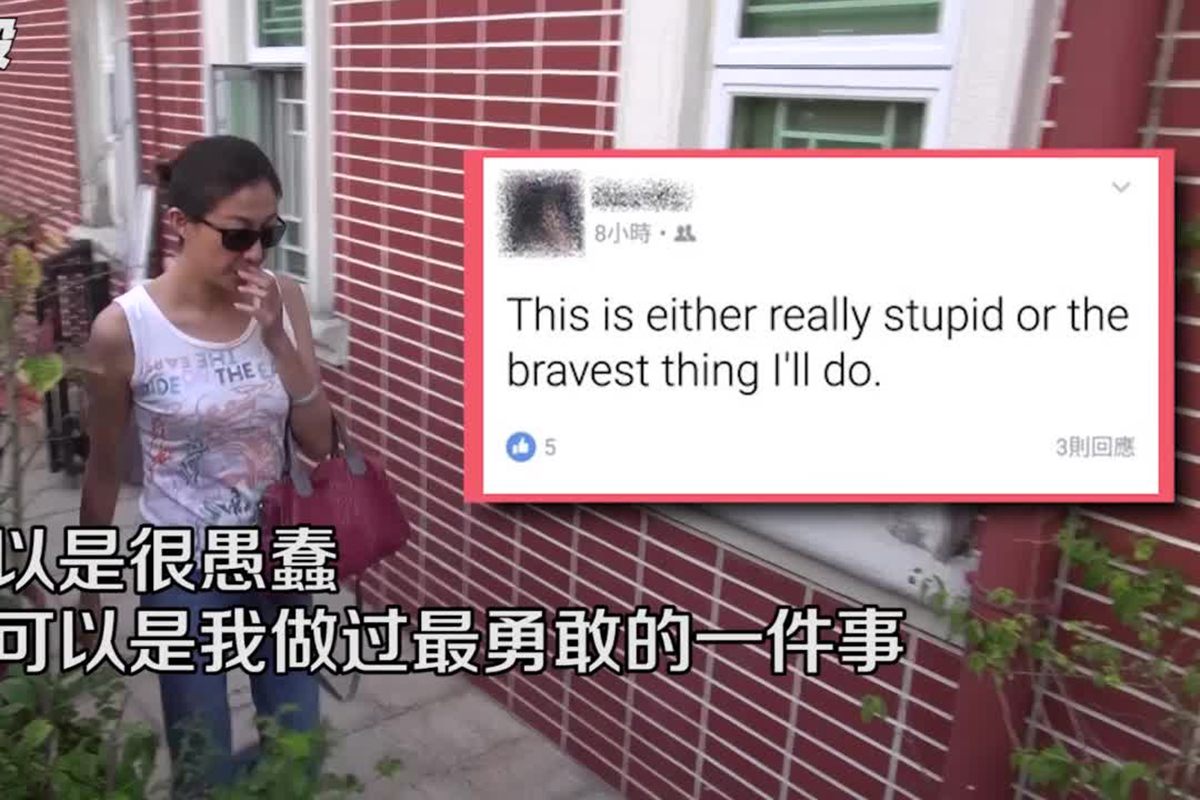 8小時
This is either really stupid or the
bravest thing I'll do.
5
3則回應
THE
以是很愚蠢
可以是我做过最勇敢的一件事